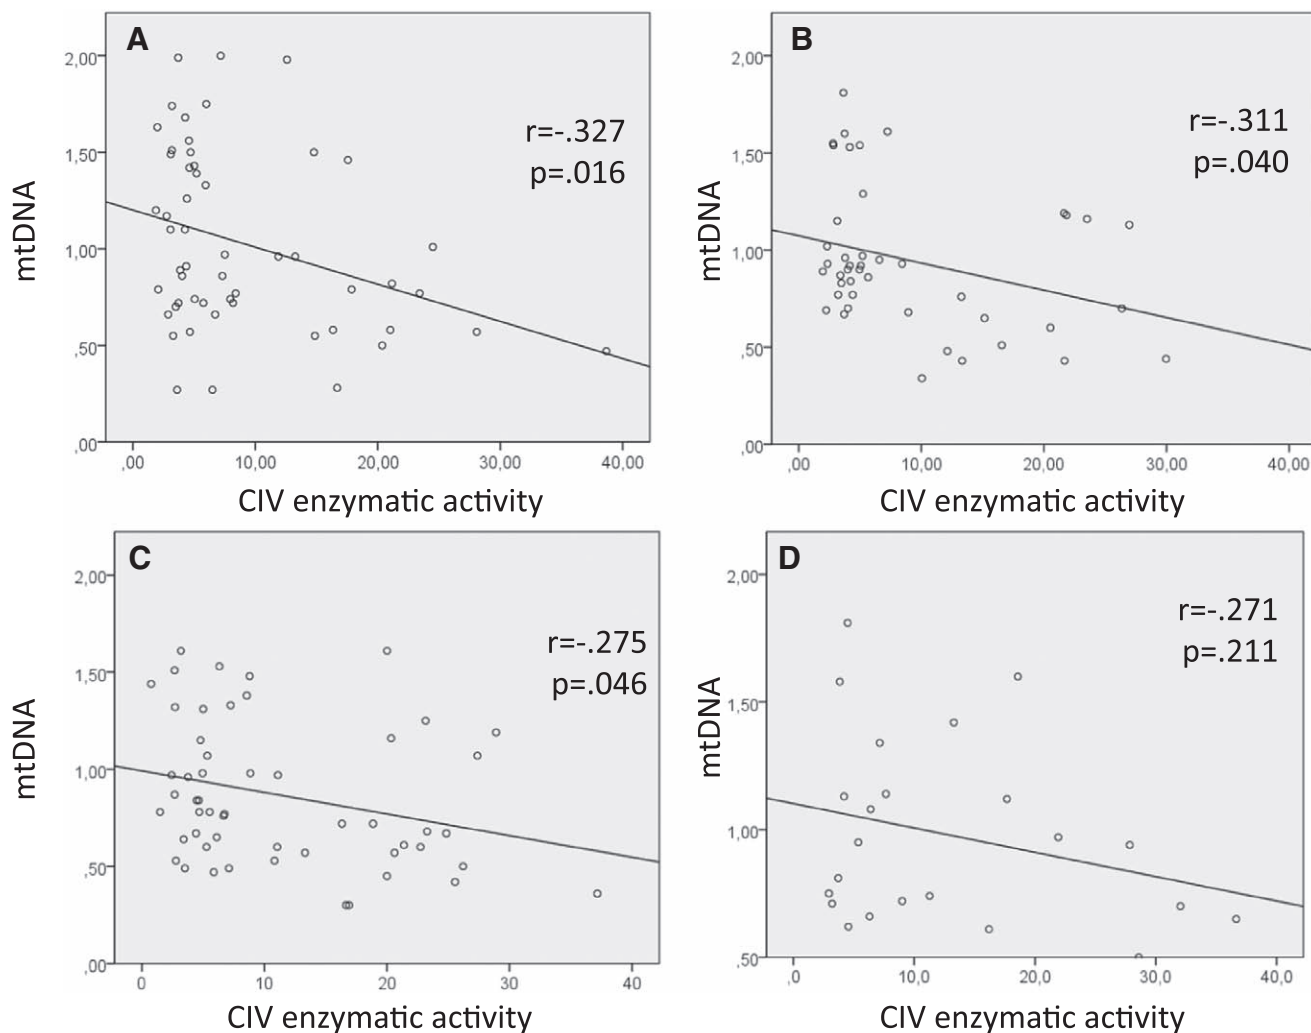 A
2,00
1,50
1,00
,50
,00
mtDNA
r=-.327
p=.016
,00 10,00 20,00 30,00 40,00
CIV enzymatic activity
B
2,00
1,50
1,00
,50
,00
mtDNA
r=-.311
p=.040
,00 10,00 20,00 30,00 40,00
CIV enzymatic activity
C
2,00
1,50
1,00
,50
,00
mtDNA
r=-.275
p=.046
0 10 20 30 40
CIV enzymatic activity
D
2,00
1,50
1,00
,50
mtDNA
r=-.271
p=.211
,0 10,0 20,0 30,0 40,0
CIV enzymatic activity